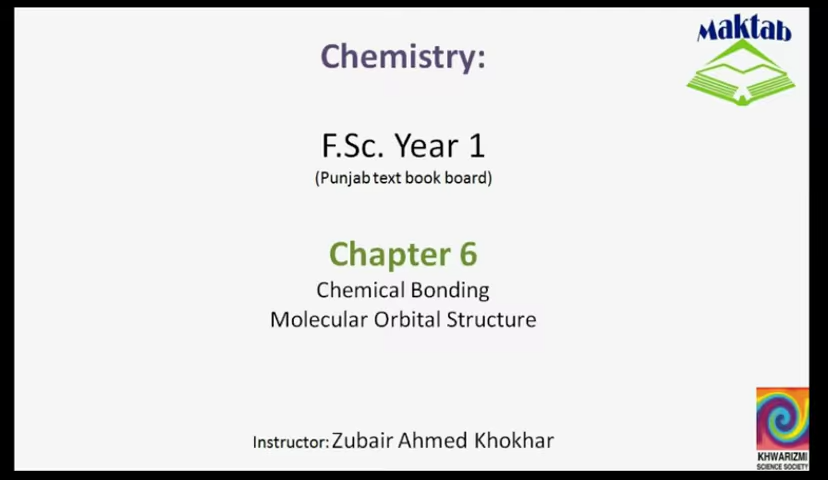 Maktab
Chemistry:
F.Sc. Year 1
(Punjab text book board)
Chapter 6
Chemical Bonding
Molecular Orbital Structure
Instructor: Zubair Ahmed Khokhar
KHWARIZMI
SCIENCE SOCIETY